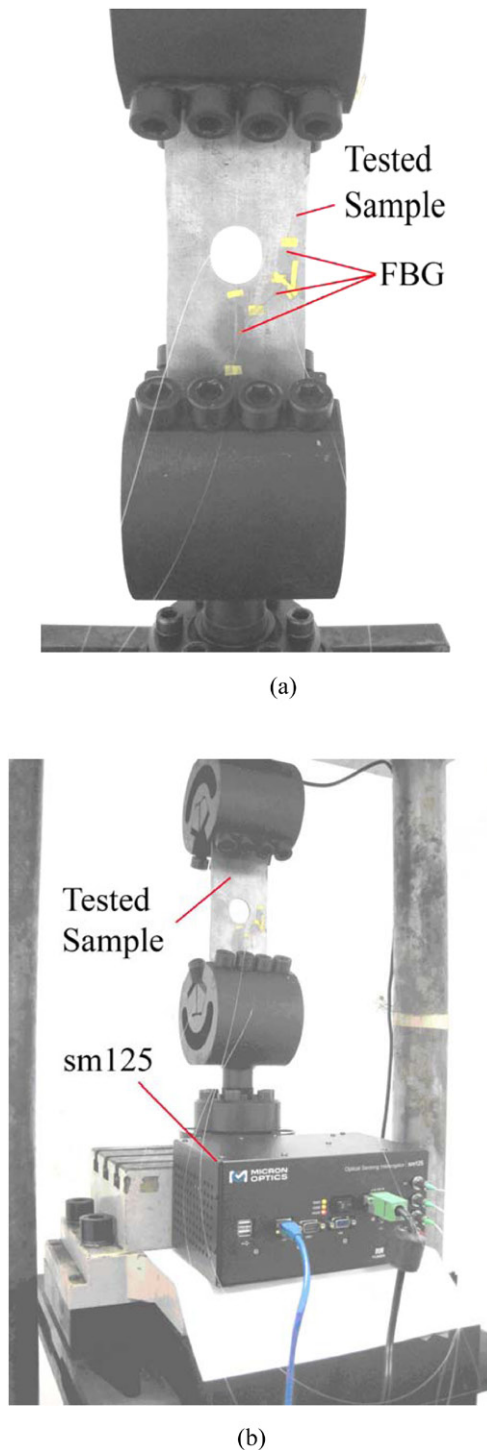 Tested
Sample
FBG
(a)
Tested
Sample
sm125
MICRON
OPTICS
Optical Sensing Interrogator sm125
(b)